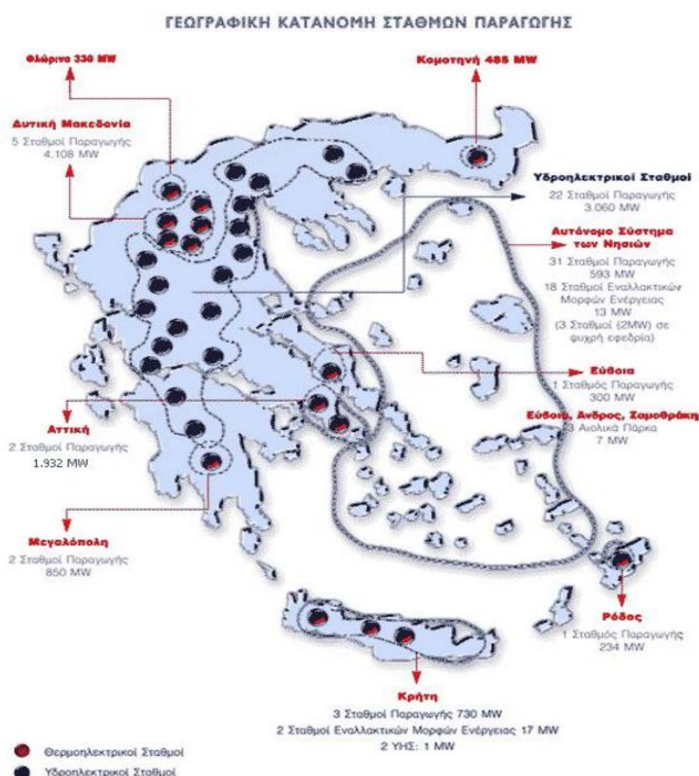 ΓΕΩΓΡΑΦΙΚΗ ΚΑΤΑΝΟΜΗ ΣΤΑΘΜΩΝ ΠΑΡΑΓΩΓΗΣ
Φλώρινα 330 MW
Κομοτηνή 485 MW
Δυτική Μακεδονία
5 Σταθμοί Παραγωγής
4.108 MW
Υδροηλεκτρικοί Σταθμοί
22 Σταθμοί Παραγωγής
3.060 MW
Αυτόνομο Σύστημα
των Νησιών
31 Σταθμοί Παραγωγής
593 MW
18 Σταθμοί Εναλλακτικών
Μορφών Ενέργειας
13 MW
(3 Σταθμοί (2MW) σε
ψυχρή εφεδρία)
Εύβοια
1 Σταθμός Παραγωγής
300 MW
Εύβοια, Ανδρος, Σαμοθράκη
3 Αιολικά Πάρκα
7 MW
Αττική
2 Σταθμοί Παραγωγής
1.932 MW
Μεγαλόπολη
2 Σταθμοί Παραγωγής
850 MW
Ρόδος
1 Σταθμός Παραγωγής
234 MW
Κρήτη
3 Σταθμοί Παραγωγής 730 MW
2 Σταθμοί Εναλλακτικών Μορφών Ενέργειας 17 MW
2 ΥΗΣ: 1 MW
Θερμοηλεκτρικοί Σταθμοί
Υδροηλεκτρικοί Σταθμοί